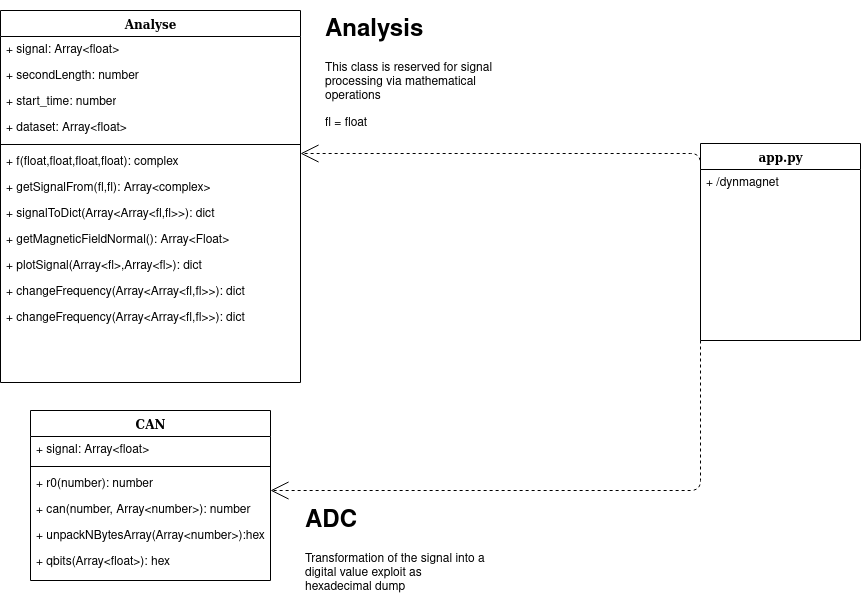 Analyse
+ signal: Array<float>
+ secondLength: number
+ start_time: number
+ dataset: Array<float>
+ f(float,float,float,float): complex
+ getSignalFrom(fl,fl): Array<complex>
+ signalToDict(Array<Array<fl,fl>>): dict
+ getMagneticFieldNormal(): Array<Float>
+ plotSignal(Array<fl>,Array<fl>): dict
+ changeFrequency(Array<Array<fl,fl>>): dict
+ changeFrequency(Array<Array<fl,fl>>): dict
Analysis
This class is reserved for signal
processing via mathematical
operations
fl = float
app.py
+ /dynmagnet
CAN
+ signal: Array<float>
+ r0(number): number
+ can(number, Array<number>): number
+ unpackNBytesArray(Array<number>):hex
+ qbits(Array<float>): hex
ADC
Transformation of the signal into a
digital value exploit as
hexadecimal dump